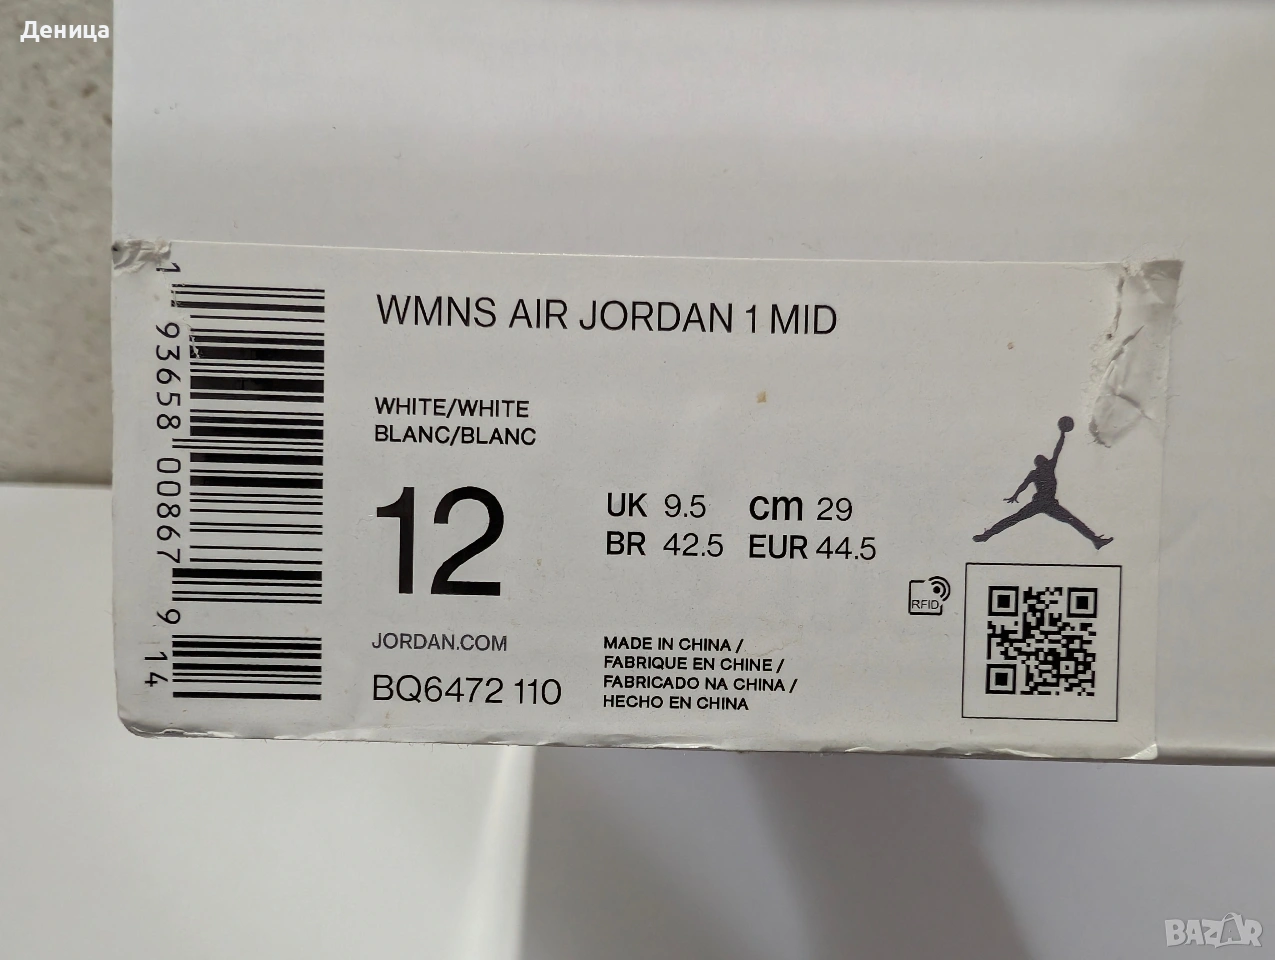 Деница
WMNS AIR JORDAN 1 MID
WHITE/WHITE
BLANC/BLANC
12
UK 9.5 cm 29
BR 42.5 EUR 44.5
RFID
JORDAN.COM
BQ6472 110
MADE IN CHINA /
FABRIQUE EN CHINE /
FABRICADO NA CHINA /
HECHO EN CHINA
1 93658 00867 9 14
BAZAR